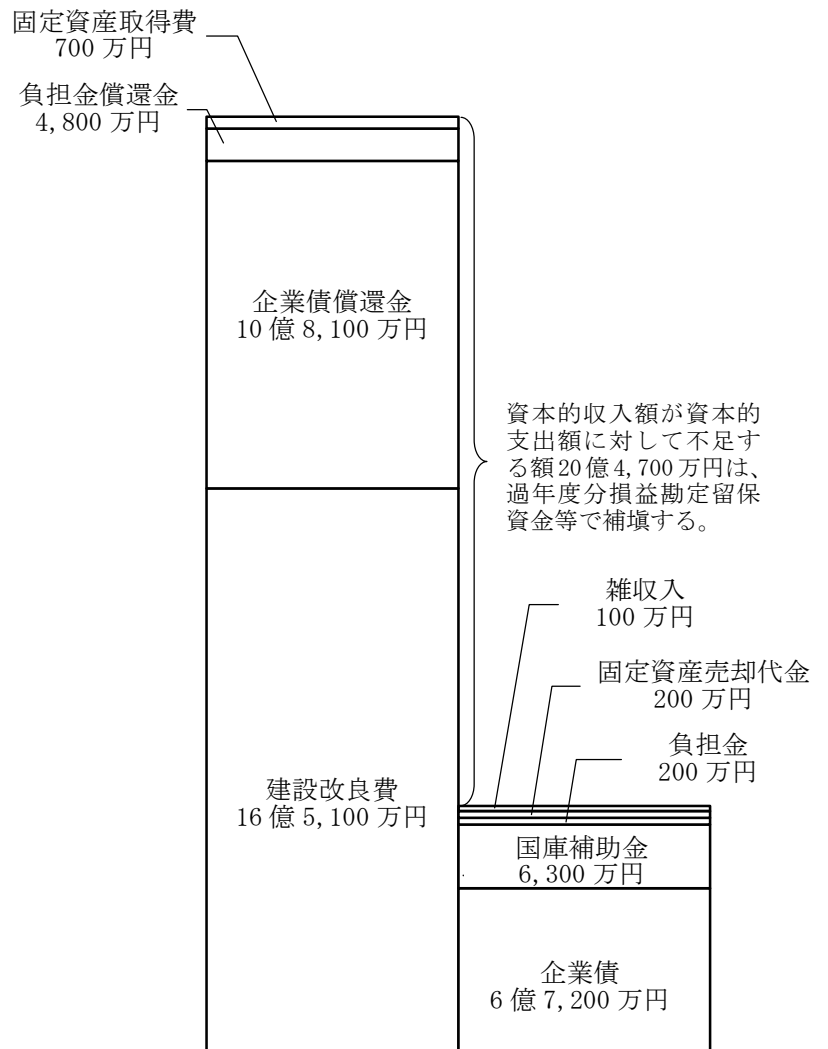 固定資産取得費
700 万円
負担金償還金
4,800 万円
企業債償還金
10 億 8,100 万円
資本的収入額が資本的
支出額に対して不足す
る額20億4,700万円は、
過年度分損益勘定留保
資金等で補塡する。
雑収入
100 万円
固定資産売却代金
200 万円
負担金
200 万円
建設改良費
16 億 5,100 万円
国庫補助金
6,300 万円
企業債
6 億 7,200 万円